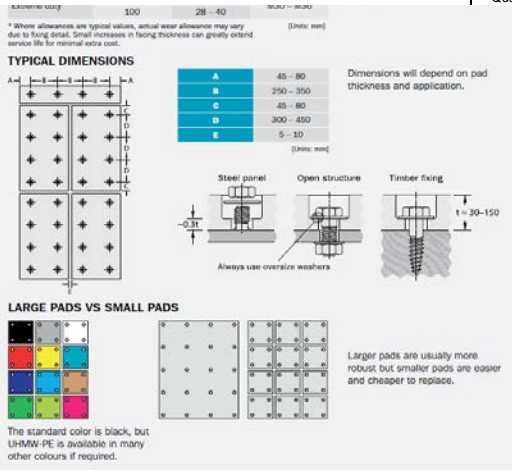 Extreme duty
100
28 – 40
M30 – M36
* Where allowances are typical values, actual wear allowance may vary
due to fixing detail. Small increases in facing thickness can greatly extend
service life for minimal extra cost.
[Units: mm]
TYPICAL DIMENSIONS
A B B B A
C
D
D
D
C
E
A 45 – 80
B 250 – 350
C 45 – 80
D 300 – 450
E 5 – 10
[Units: mm]
Dimensions will depend on pad
thickness and application.
Steel panel Open structure Timber fixing
~0.3t
t = 30–150
Always use oversize washers
LARGE PADS VS SMALL PADS
Larger pads are usually more
robust but smaller pads are easier
and cheaper to replace.
The standard color is black, but
UHMW-PE is available in many
other colours if required.